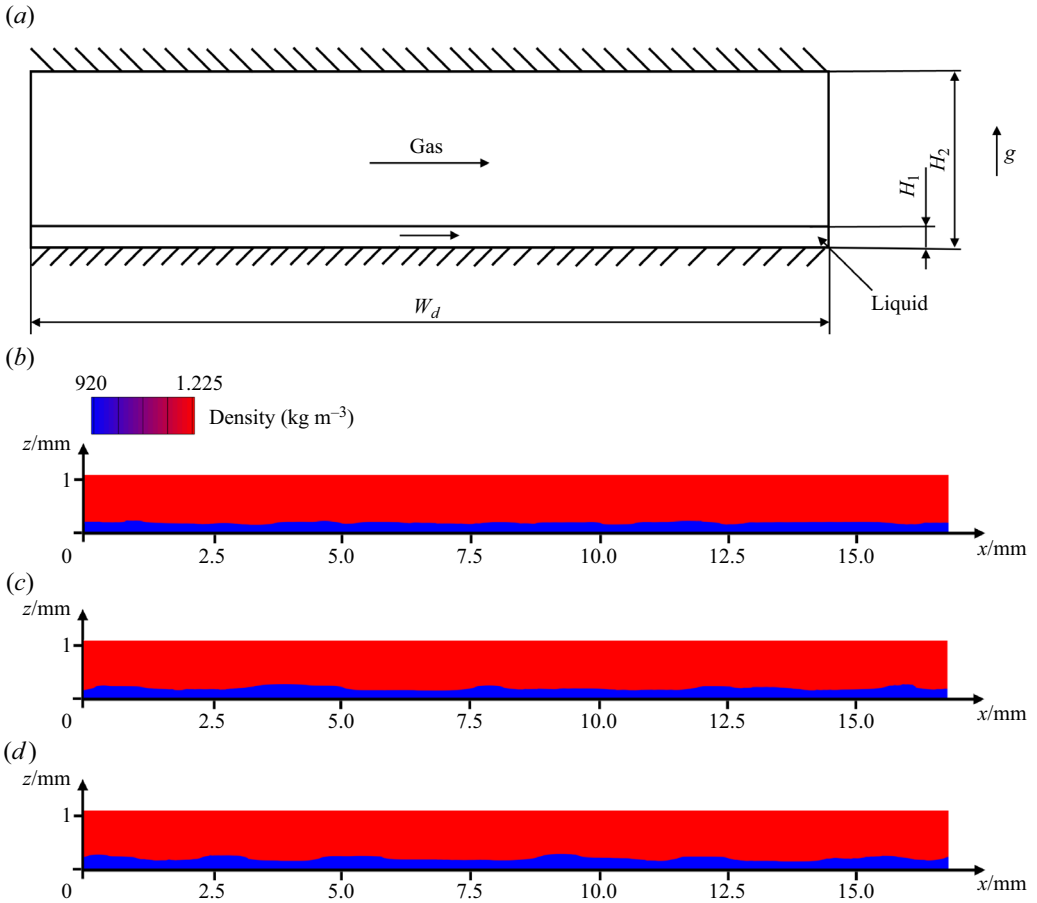 (a)
Gas
g
H₁
H₂
W_d
Liquid
(b)
920 1.225
Density (kg m⁻³)
z/mm
1
0 2.5 5.0 7.5 10.0 12.5 15.0 x/mm
(c)
z/mm
1
0 2.5 5.0 7.5 10.0 12.5 15.0 x/mm
(d)
z/mm
1
0 2.5 5.0 7.5 10.0 12.5 15.0 x/mm